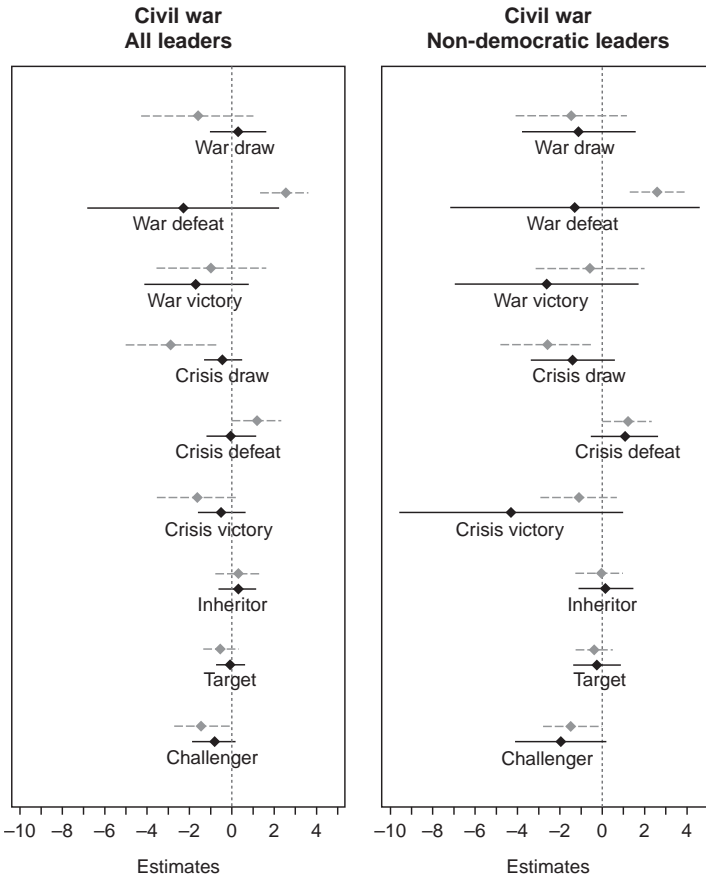 Civil war
All leaders
War draw
War defeat
War victory
Crisis draw
Crisis defeat
Crisis victory
Inheritor
Target
Challenger
−10 −8 −6 −4 −2 0 2 4
Estimates
Civil war
Non-democratic leaders
War draw
War defeat
War victory
Crisis draw
Crisis defeat
Crisis victory
Inheritor
Target
Challenger
−10 −8 −6 −4 −2 0 2 4
Estimates